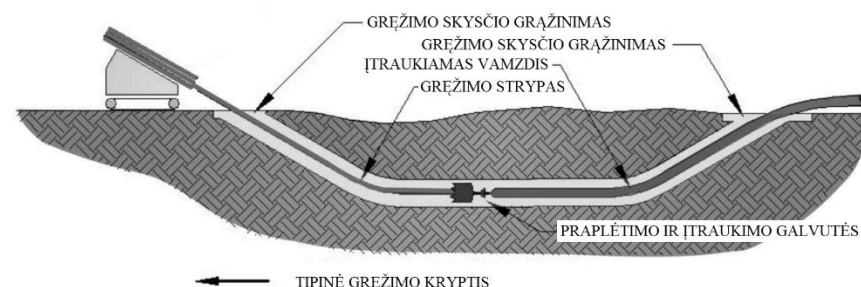 GRĘŽIMO SKYSČIO GRĄŽINIMAS
GRĘŽIMO SKYSČIO GRĄŽINIMAS
ĮTRAUKIAMAS VAMZDIS
GRĘŽIMO STRYPAS
PRAPLĖTIMO IR ĮTRAUKIMO GALVUTĖS
TIPINĖ GRĘŽIMO KRYPTIS